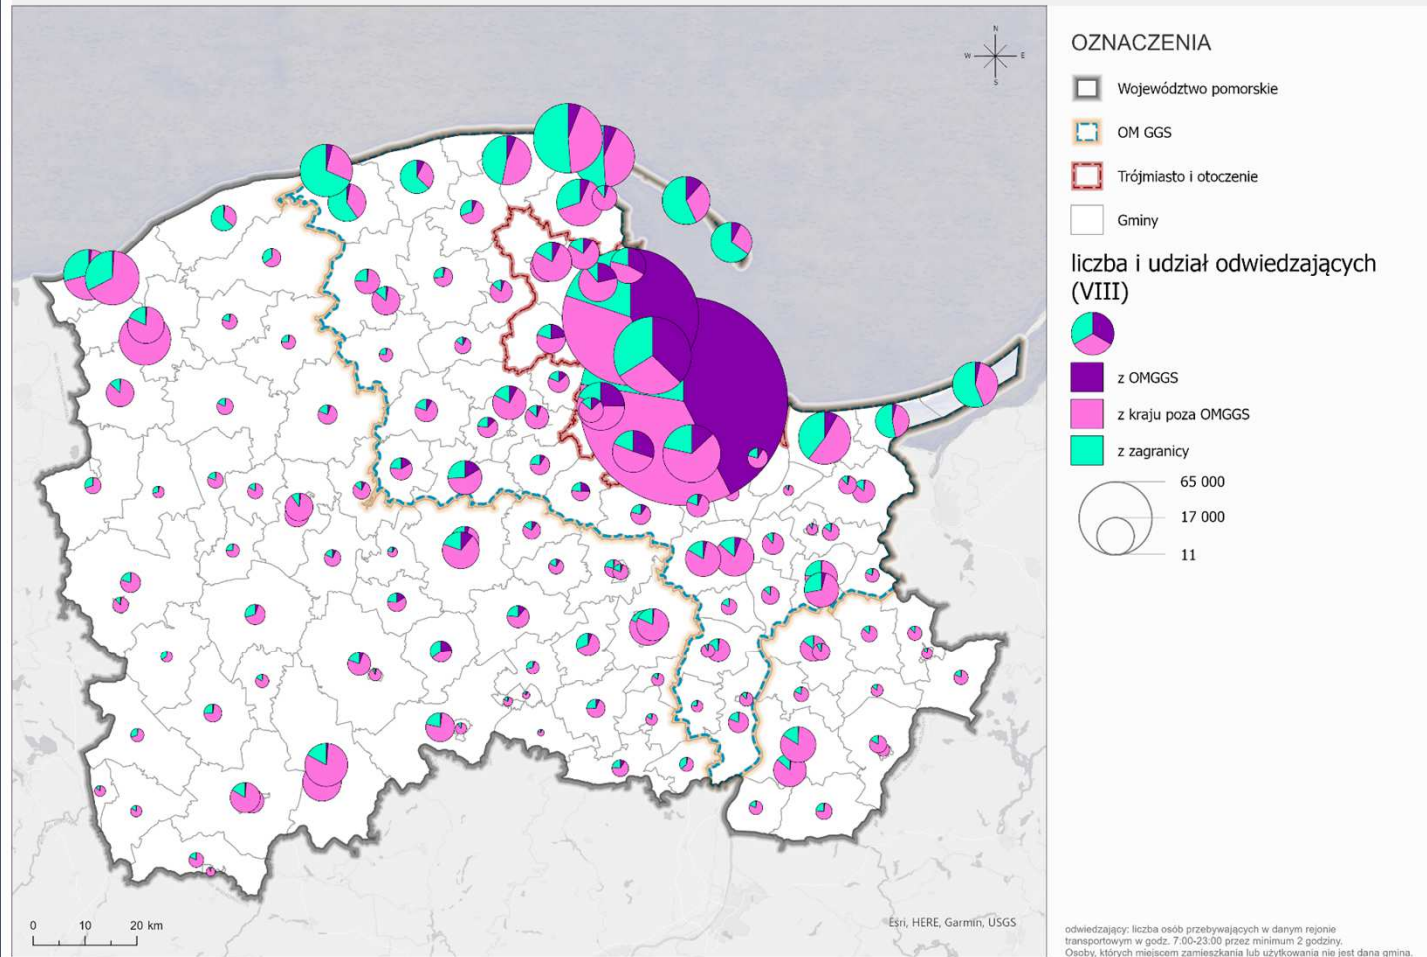 N
W E
S
0 10 20 km
Esri, HERE, Garmin, USGS
OZNACZENIA
Województwo pomorskie
OM GGS
Trójmiasto i otoczenie
Gminy
liczba i udział odwiedzających
(VIII)
z OMGGS
z kraju poza OMGGS
z zagranicy
65 000
17 000
11
odwiedzający: liczba osób przebywających w danym rejonie
transportowym w godz. 7:00-23:00 przez minimum 2 godziny.
Osoby, których miejscem zamieszkania lub użytkowania nie jest dana gmina.